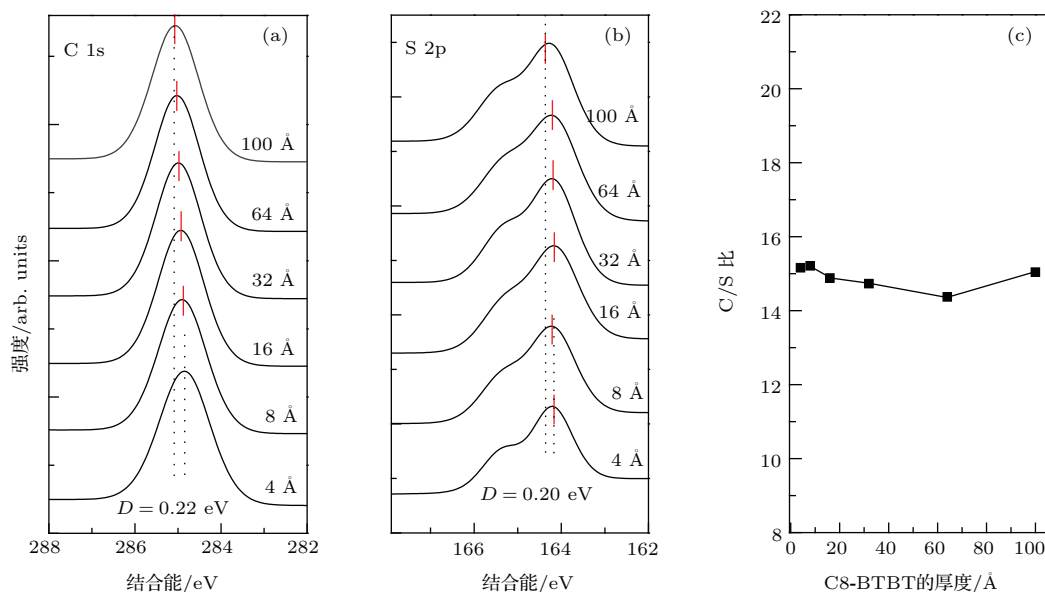 C 1s
(a)
100 Å
64 Å
32 Å
16 Å
8 Å
4 Å
D = 0.22 eV
288
286
284
282
结合能/eV
强度/arb. units
S 2p
(b)
100 Å
64 Å
32 Å
16 Å
8 Å
4 Å
D = 0.20 eV
166
164
162
结合能/eV
(c)
22
20
18
16
14
12
10
8
C/S 比
0
20
40
60
80
100
C8-BTBT的厚度/Å